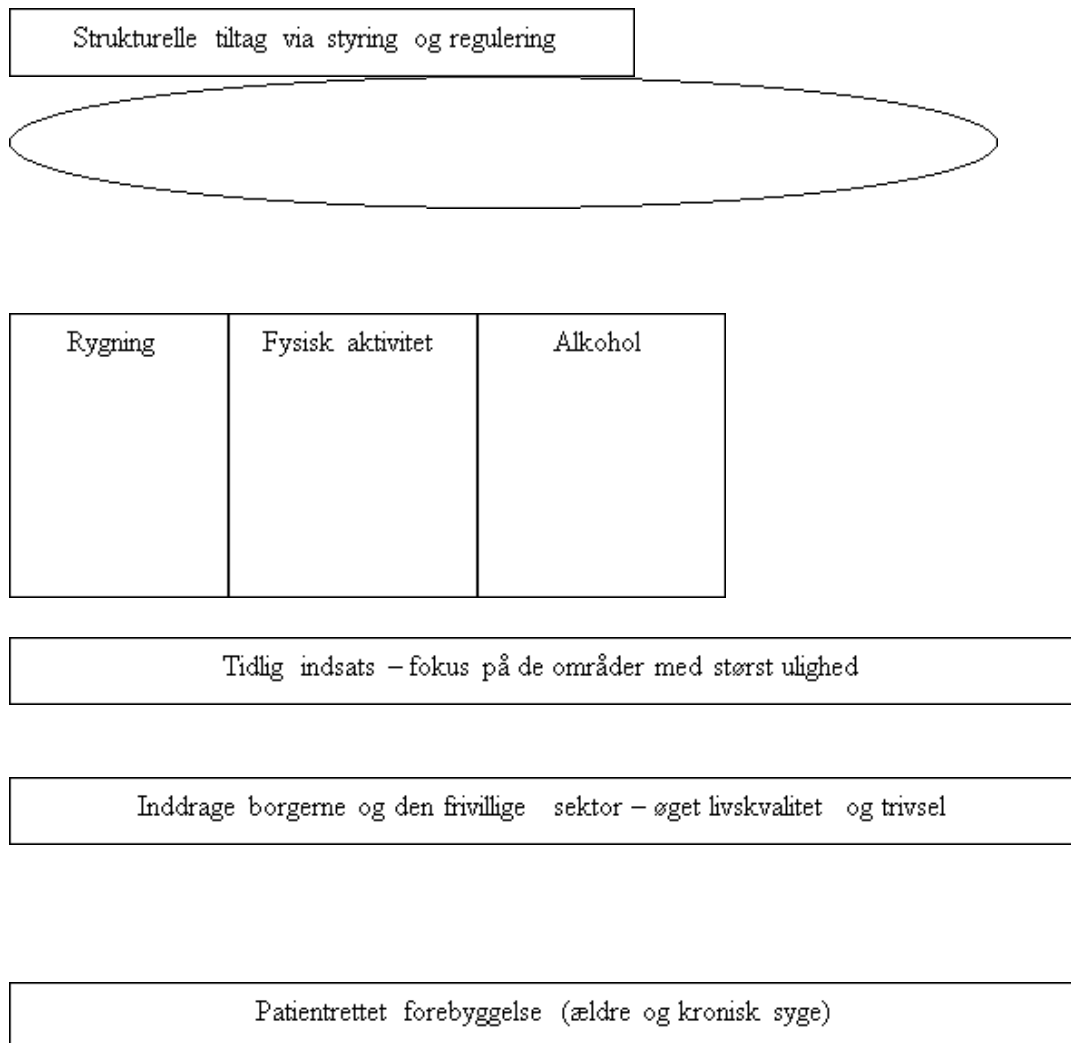 Strukturelle tiltag via styring og regulering
Rygning
Fysisk aktivitet
Alkohol
Tidlig indsats – fokus på de områder med størst ulighed
Inddrage borgerne og den frivillige sektor – øget livskvalitet og trivsel
Patientrettet forebyggelse (ældre og kronisk syge)